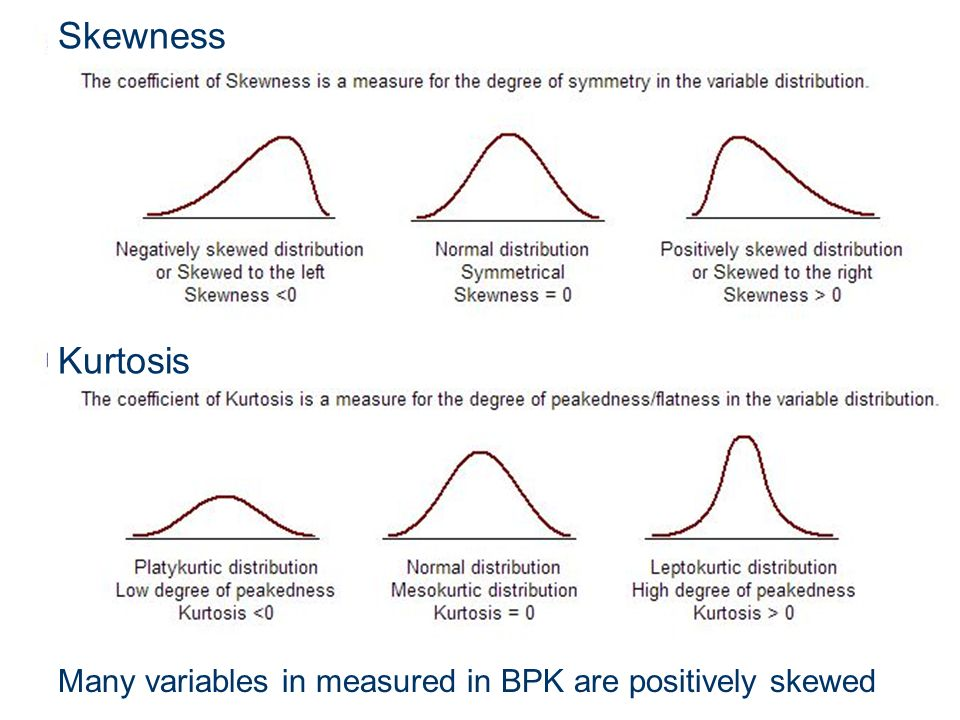 Skewness
The coefficient of Skewness is a measure for the degree of symmetry in the variable distribution.
Negatively skewed distribution
or Skewed to the left
Skewness <0
Normal distribution
Symmetrical
Skewness = 0
Positively skewed distribution
or Skewed to the right
Skewness > 0
Kurtosis
The coefficient of Kurtosis is a measure for the degree of peakedness/flatness in the variable distribution.
Platykurtic distribution
Low degree of peakedness
Kurtosis <0
Normal distribution
Mesokurtic distribution
Kurtosis = 0
Leptokurtic distribution
High degree of peakedness
Kurtosis > 0
Many variables in measured in BPK are positively skewed